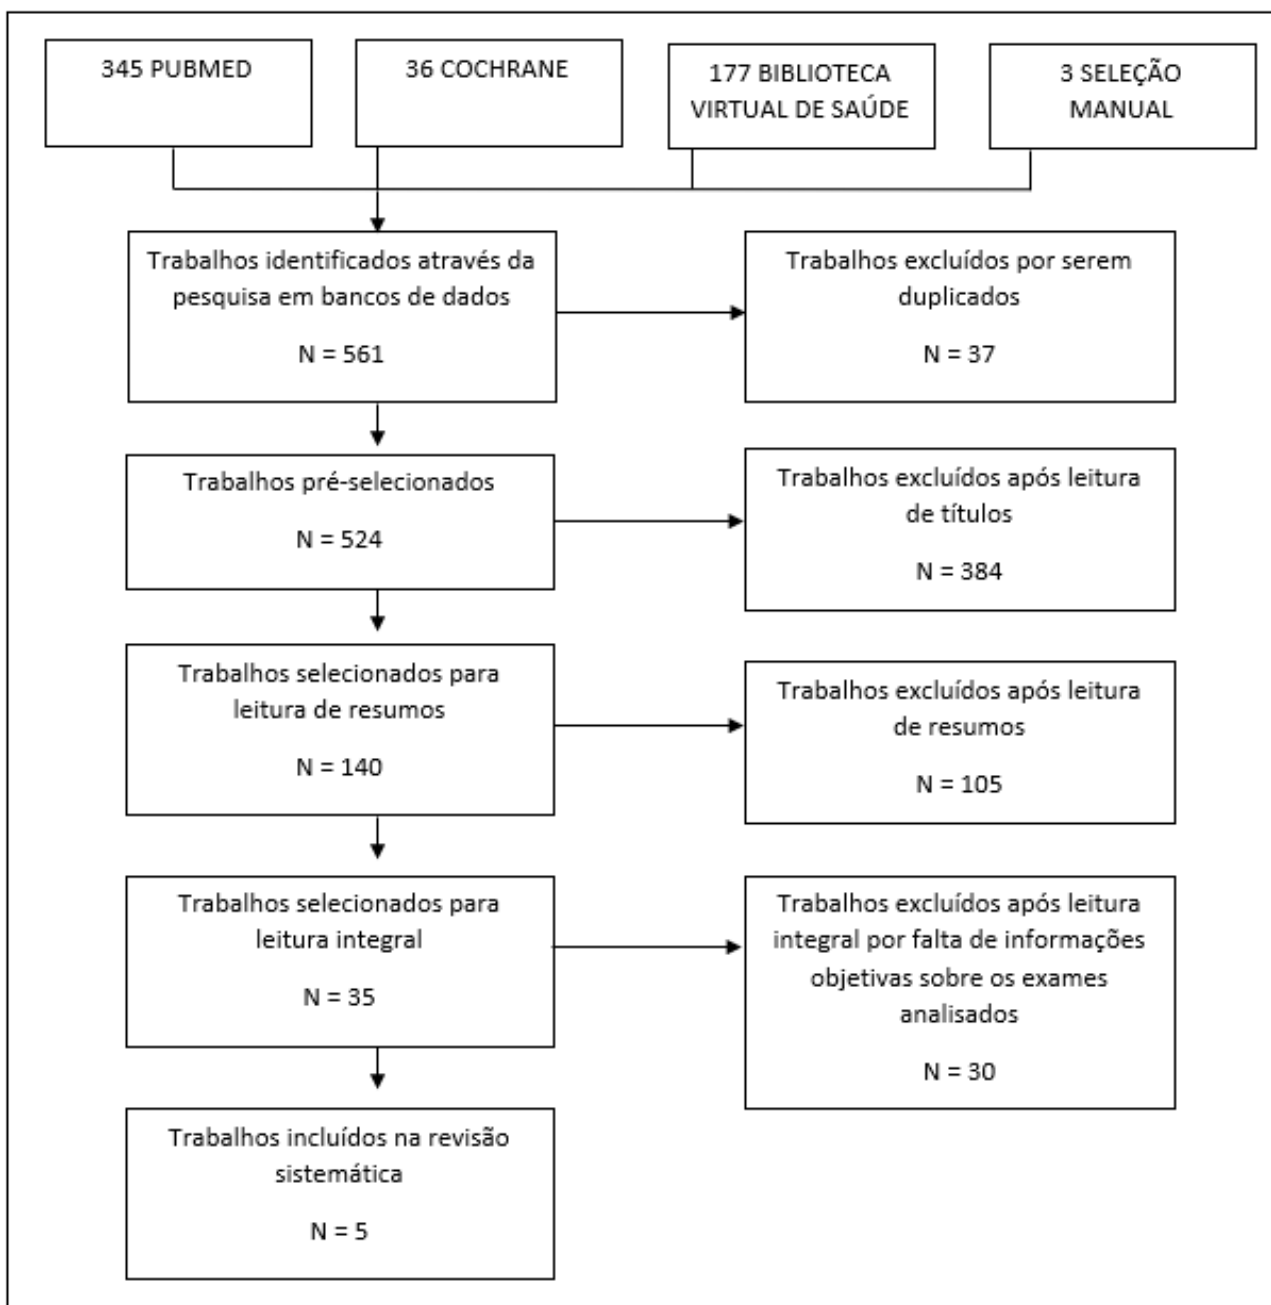 345 PUBMED
36 COCHRANE
177 BIBLIOTECA
VIRTUAL DE SAÚDE
3 SELEÇÃO
MANUAL
Trabalhos identificados através da
pesquisa em bancos de dados
N = 561
Trabalhos excluídos por serem
duplicados
N = 37
Trabalhos pré-selecionados
N = 524
Trabalhos excluídos após leitura
de títulos
N = 384
Trabalhos selecionados para
leitura de resumos
N = 140
Trabalhos excluídos após leitura
de resumos
N = 105
Trabalhos selecionados para
leitura integral
N = 35
Trabalhos excluídos após leitura
integral por falta de informações
objetivas sobre os exames
analisados
N = 30
Trabalhos incluídos na revisão
sistemática
N = 5